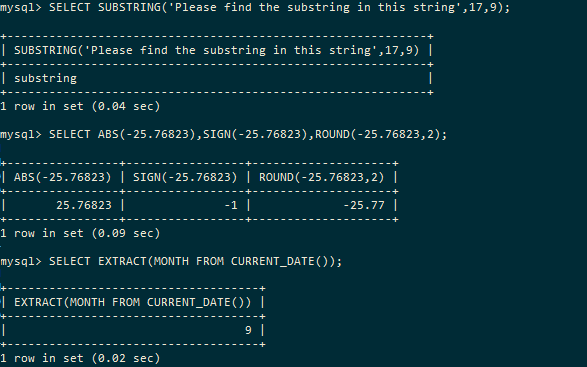 mysql> SELECT SUBSTRING('Please find the substring in this string',17,9);
+-----------------------------------------------------------+
| SUBSTRING('Please find the substring in this string',17,9) |
+-----------------------------------------------------------+
| substring                                                  |
+-----------------------------------------------------------+
1 row in set (0.04 sec)
mysql> SELECT ABS(-25.76823),SIGN(-25.76823),ROUND(-25.76823,2);
+----------------+-----------------+--------------------+
| ABS(-25.76823) | SIGN(-25.76823) | ROUND(-25.76823,2) |
+----------------+-----------------+--------------------+
|       25.76823 |              -1 |             -25.77 |
+----------------+-----------------+--------------------+
1 row in set (0.09 sec)
mysql> SELECT EXTRACT(MONTH FROM CURRENT_DATE());
+-----------------------------------+
| EXTRACT(MONTH FROM CURRENT_DATE()) |
+-----------------------------------+
|                                  9 |
+-----------------------------------+
1 row in set (0.02 sec)